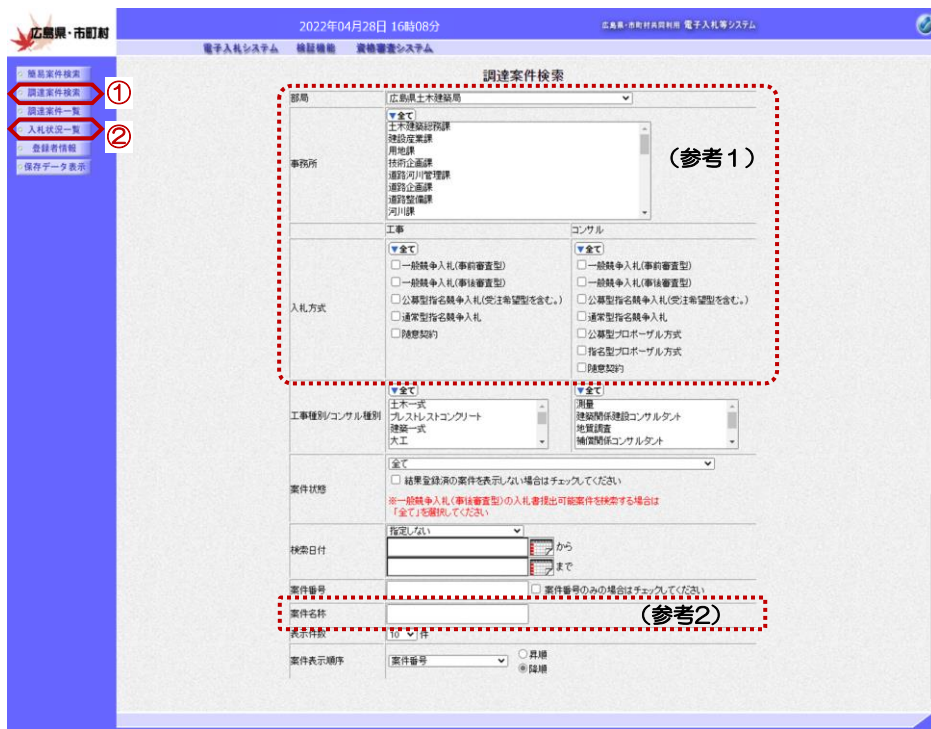 広島県・市町村
2022年04月28日 16時08分
広島県・市町村共同利用 電子入札等システム
電子入札システム 検証機能 資格審査システム
簡易案件検索
調達案件検索
①
調達案件一覧
入札状況一覧
②
登録者情報
保存データ表示
調達案件検索
部局
広島県土木建築局
事務所
▼全て
土木建築総務課
建設産業課
用地課
技術企画課
道路河川管理課
道路企画課
道路整備課
河川課
(参考1)
入札方式
工事
コンサル
▼全て
□一般競争入札(事前審査型)
□一般競争入札(事後審査型)
□公募型指名競争入札(受注希望型を含む。)
□通常型指名競争入札
□随意契約
▼全て
□一般競争入札(事前審査型)
□一般競争入札(事後審査型)
□公募型指名競争入札(受注希望型を含む。)
□通常型指名競争入札
□公募型プロポーザル方式
□指名型プロポーザル方式
□随意契約
工事種別/コンサル種別
▼全て
土木一式
プレストレストコンクリート
建築一式
大工
▼全て
測量
建築関係建設コンサルタント
地質調査
補償関係コンサルタント
案件状態
全て
□ 結果登録済の案件を表示しない場合はチェックしてください
※一般競争入札(事後審査型)の入札書提出可能案件を検索する場合は
「全て」を選択してください
検索日付
指定しない
から
まで
案件番号
□ 案件番号のみの場合はチェックしてください
案件名称
(参考2)
表示件数
10 件
案件表示順序
案件番号
○昇順
◉降順